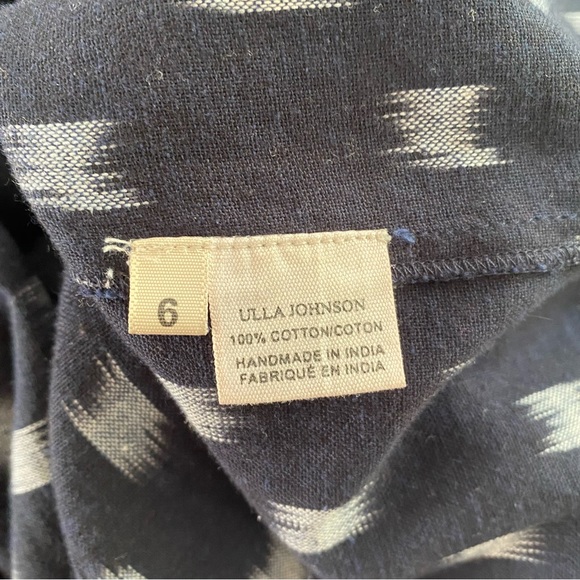 6
ULLA JOHNSON
100% COTTON/COTON
HANDMADE IN INDIA
FABRIQUÉ EN INDIA